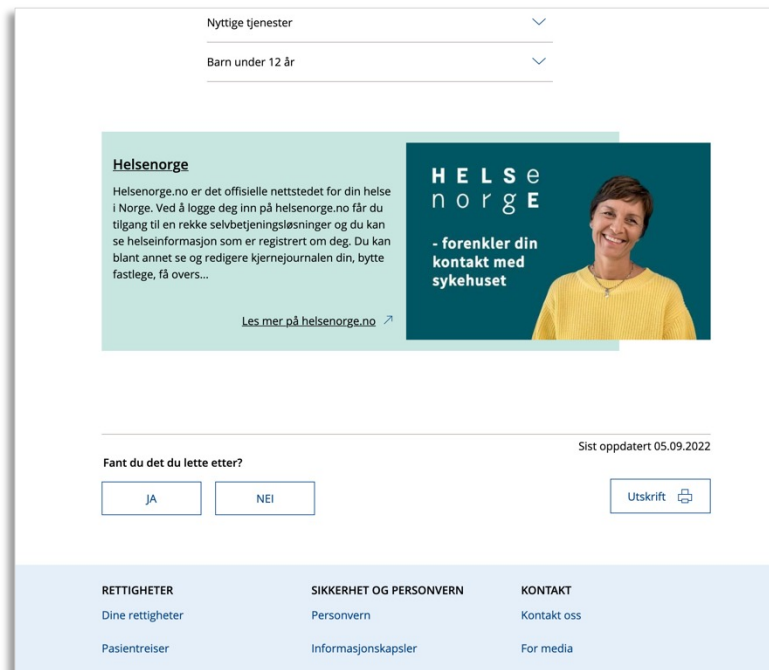 Nyttige tjenester
Barn under 12 år
Helsenorge
Helsenorge.no er det offisielle nettstedet for din helse
i Norge. Ved å logge deg inn på helsenorge.no får du
tilgang til en rekke selvbetjeningsløsninger og du kan
se helseinformasjon som er registrert om deg. Du kan
blant annet se og redigere kjernejournalen din, bytte
fastlege, få overs...
Les mer på helsenorge.no
HELSe
norgE
- forenkler din
kontakt med
sykehuset
Sist oppdatert 05.09.2022
Fant du det du lette etter?
JA
NEI
Utskrift
RETTIGHETER
Dine rettigheter
Pasientreiser
SIKKERHET OG PERSONVERN
Personvern
Informasjonskapsler
KONTAKT
Kontakt oss
For media